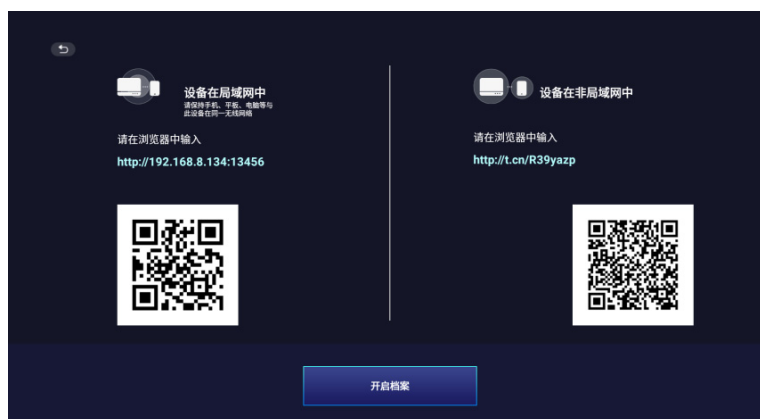 设备在局域网中
请保持手机、平板、电脑等与
此设备在同一无线网络
请在浏览器中输入
http://192.168.8.134:13456
设备在非局域网中
请在浏览器中输入
http://t.cn/R39yazp
开启档案